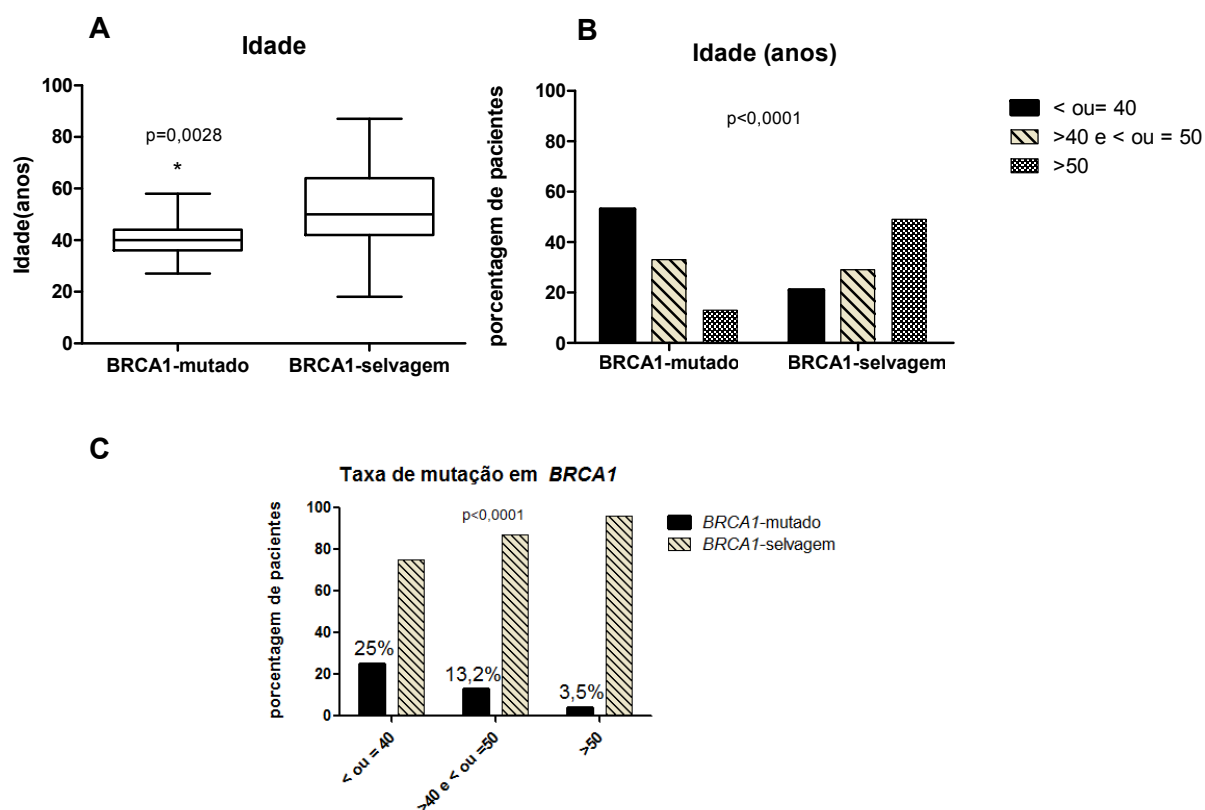 A
Idade
Idade(anos)
100
80
60
40
20
0
p=0,0028
*
BRCA1-mutado
BRCA1-selvagem
B
Idade (anos)
porcentagem de pacientes
100
80
60
40
20
0
p<0,0001
BRCA1-mutado
BRCA1-selvagem
< ou= 40
>40 e < ou = 50
>50
C
Taxa de mutação em BRCA1
porcentagem de pacientes
100
80
60
40
20
0
p<0,0001
25%
13,2%
3,5%
< ou = 40
>40 e < ou =50
>50
BRCA1-mutado
BRCA1-selvagem